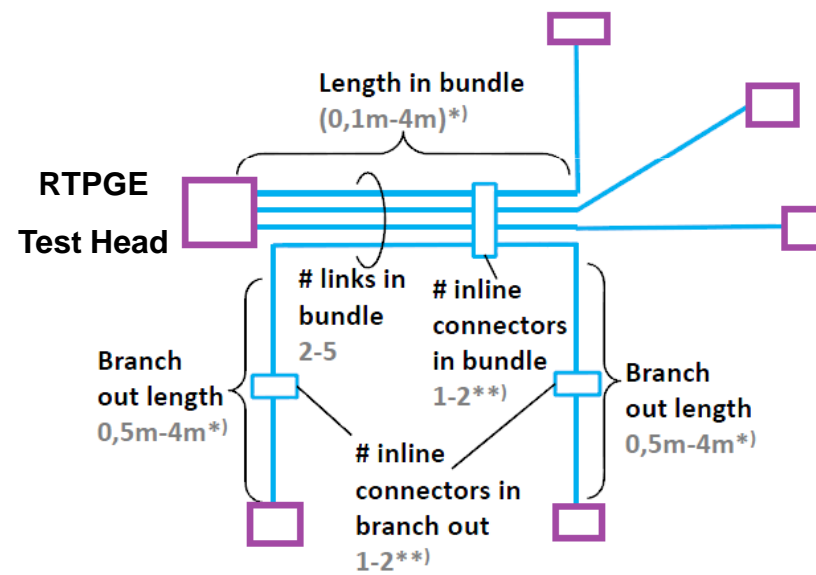 Length in bundle
(0,1m-4m)*)
RTPGE
Test Head
# links in
bundle
2-5
# inline
connectors
in bundle
1-2**)
Branch
out length
0,5m-4m*)
Branch
out length
0,5m-4m*)
# inline
connectors in
branch out
1-2**)